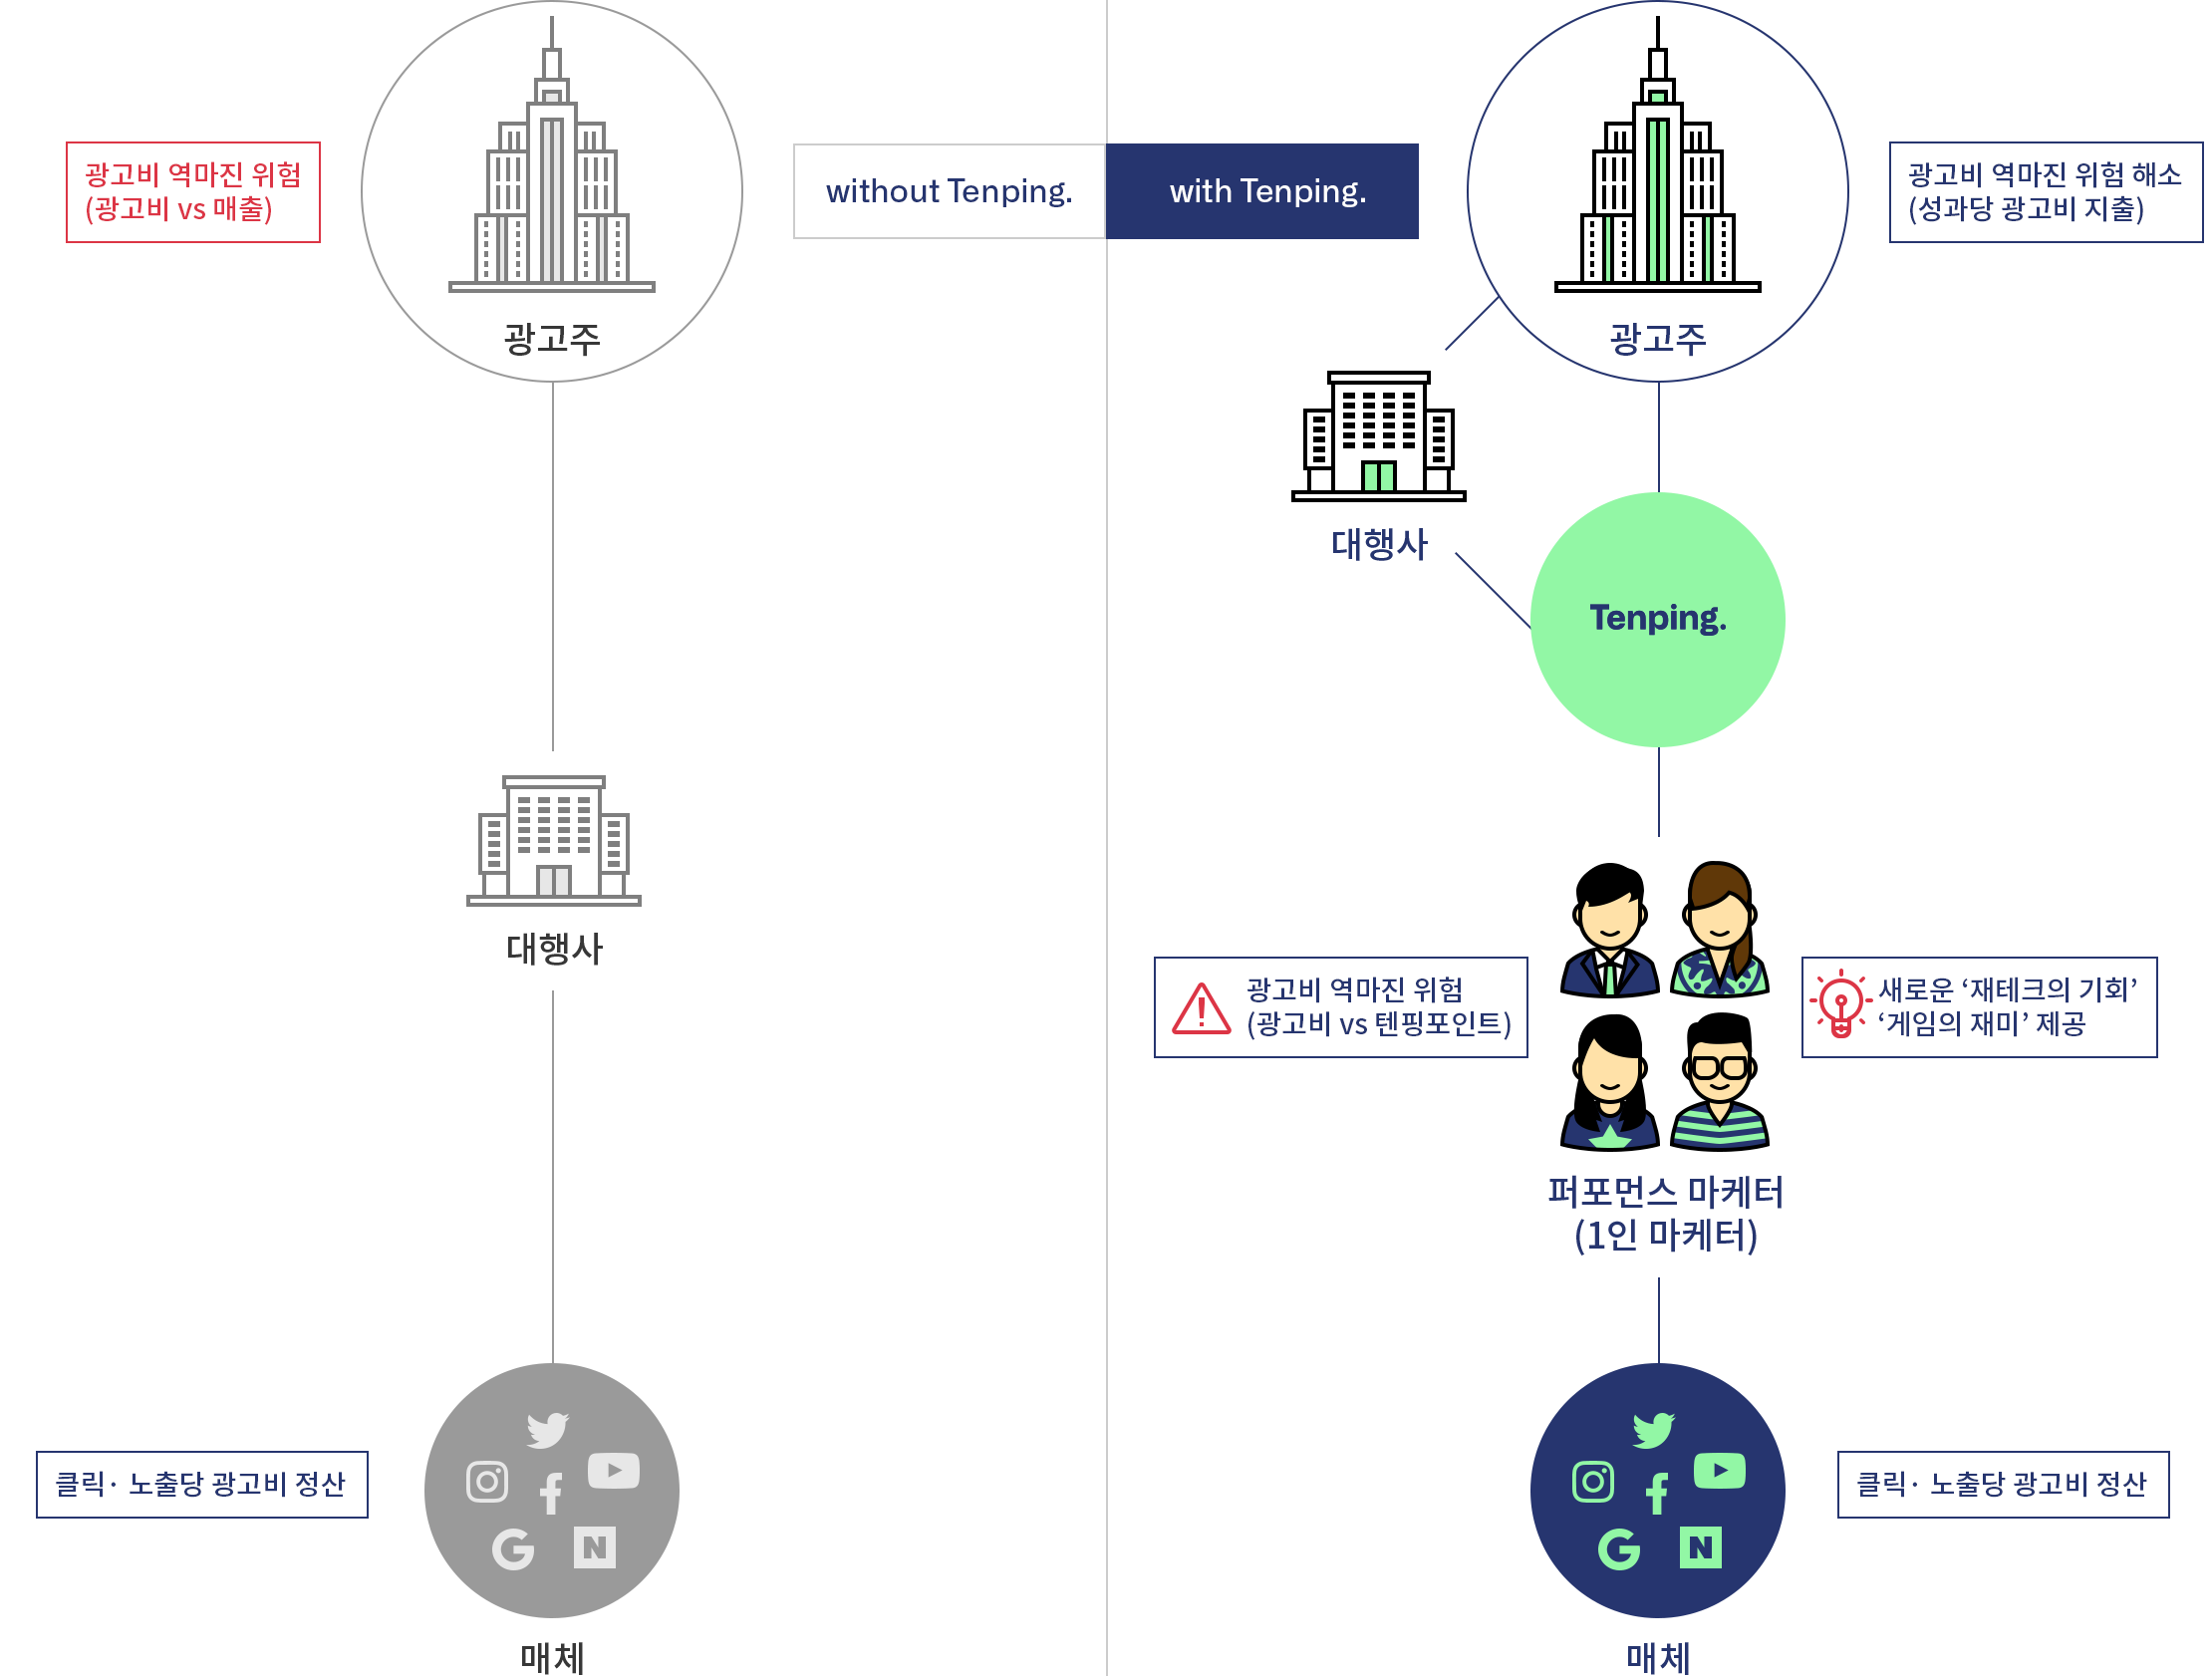 광고비 역마진 위험
(광고비 vs 매출)
광고주
대행사
클릭· 노출당 광고비 정산
매체
without Tenping.
with Tenping.
광고주
광고비 역마진 위험 해소
(성과당 광고비 지출)
대행사
Tenping.
광고비 역마진 위험
(광고비 vs 텐핑포인트)
새로운 ‘재테크의 기회’
‘게임의 재미’ 제공
퍼포먼스 마케터
(1인 마케터)
클릭· 노출당 광고비 정산
매체